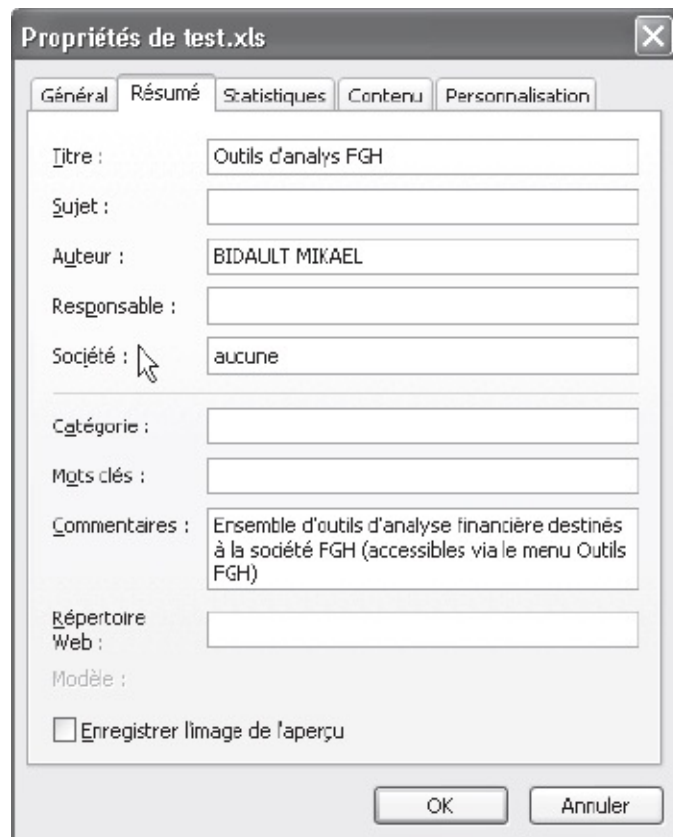 Propriétés de test.xls
Général Résumé Statistiques Contenu Personnalisation
Titre : Outils d'analys FGH
Sujet :
Auteur : BIDAULT MIKAEL
Responsable :
Société : aucune
Catégorie :
Mots clés :
Commentaires : Ensemble d'outils d'analyse financière destinés
à la société FGH (accessibles via le menu Outils
FGH)
Répertoire
Web :
Modèle :
Enregistrer l'image de l'aperçu
OK Annuler